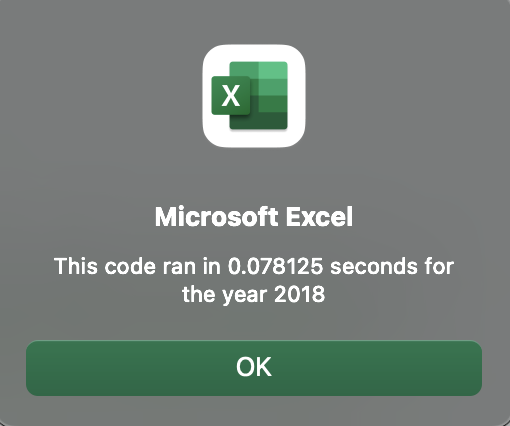 X
Microsoft Excel
This code ran in 0.078125 seconds for
the year 2018
OK